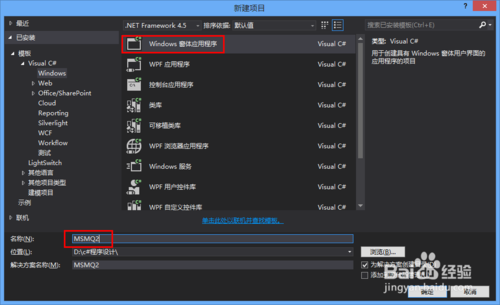 新建项目
▷ 最近
.NET Framework 4.5 排序依据: 默认值
搜索已安装模板
▲ 已安装
▲ 模板
▲ Visual C#
Windows
▷ Web
▷ Office/SharePoint
Cloud
Reporting
Silverlight
WCF
Workflow
测试
LightSwitch
▷ 其他语言
▷ 其他项目类型
建模项目
示例
▷ 联机
Windows 窗体应用程序 Visual C#
WPF 应用程序 Visual C#
控制台应用程序 Visual C#
类库 Visual C#
可移植类库 Visual C#
WPF 浏览器应用程序 Visual C#
Windows 服务 Visual C#
WPF 用户控件库 Visual C#
WPF 自定义控件库 Visual C#
单击此处以联机并查找模板。
类型: Visual C#
用于创建具有 Windows 窗体用户界面的应用程序的项目
名称(N): MSMQ2
位置(L): D:\c#程序设计\
浏览(B)...
解决方案名称(M): MSMQ2
为解决方案创建
添加
确定 取消
Baidu 经验
jingyan.baidu.com